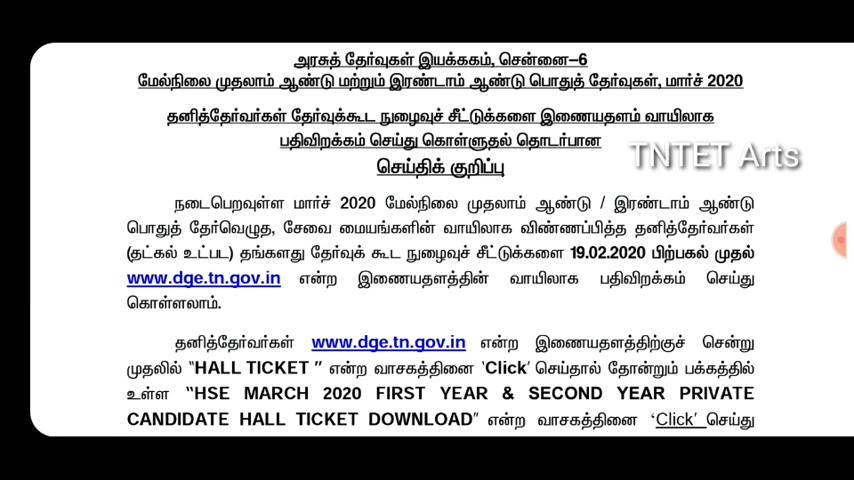 அரசுத் தேர்வுகள் இயக்ககம், சென்னை–6
மேல்நிலை முதலாம் ஆண்டு மற்றும் இரண்டாம் ஆண்டு பொதுத் தேர்வுகள், மார்ச் 2020
தனித்தேர்வர்கள் தேர்வுக்கூட நுழைவுச் சீட்டுக்களை இணையதளம் வாயிலாக
பதிவிறக்கம் செய்து கொள்ளுதல் தொடர்பான
செய்திக் குறிப்பு
TNTET Arts
நடைபெறவுள்ள மார்ச் 2020 மேல்நிலை முதலாம் ஆண்டு / இரண்டாம் ஆண்டு
பொதுத் தேர்வெழுத, சேவை மையங்களின் வாயிலாக விண்ணப்பித்த தனித்தேர்வர்கள்
(தட்கல் உட்பட) தங்களது தேர்வுக் கூட நுழைவுச் சீட்டுக்களை 19.02.2020 பிற்பகல் முதல்
www.dge.tn.gov.in என்ற இணையதளத்தின் வாயிலாக பதிவிறக்கம் செய்து
கொள்ளலாம்.
தனித்தேர்வர்கள் www.dge.tn.gov.in என்ற இணையதளத்திற்குச் சென்று
முதலில் “HALL TICKET ” என்ற வாசகத்தினை ‘Click’ செய்தால் தோன்றும் பக்கத்தில்
உள்ள “HSE MARCH 2020 FIRST YEAR & SECOND YEAR PRIVATE
CANDIDATE HALL TICKET DOWNLOAD” என்ற வாசகத்தினை ‘Click’ செய்து